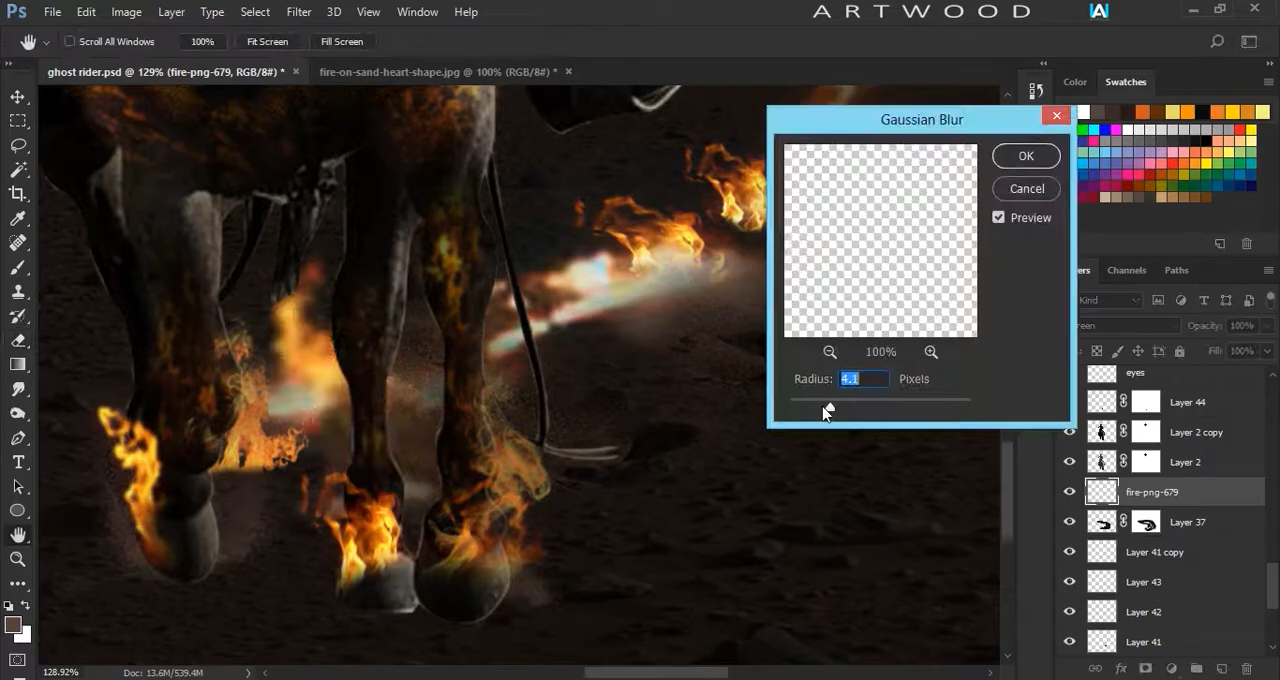 Ps File Edit Image Layer Type Select Filter 3D View Window Help
ARTWOOD
Scroll All Windows 100% Fit Screen Fill Screen
ghost rider.psd @ 129% (fire-png-679, RGB/8#) *
fire-on-sand-heart-shape.jpg @ 100% (RGB/8#) *
Color Swatches
Gaussian Blur
OK
Cancel
Preview
100%
Radius: 4.1 Pixels
Channels Paths
Kind
Opacity: 100%
Fill: 100%
eyes
Layer 44
Layer 2 copy
Layer 2
fire-png-679
Layer 37
Layer 41 copy
Layer 43
Layer 42
Layer 41
128.92% Doc: 13.6M/539.4M